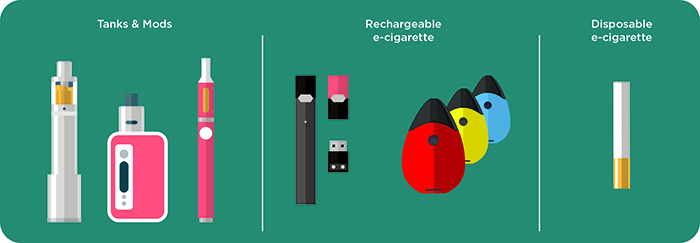 Tanks & Mods
Rechargeable
e-cigarette
Disposable
e-cigarette